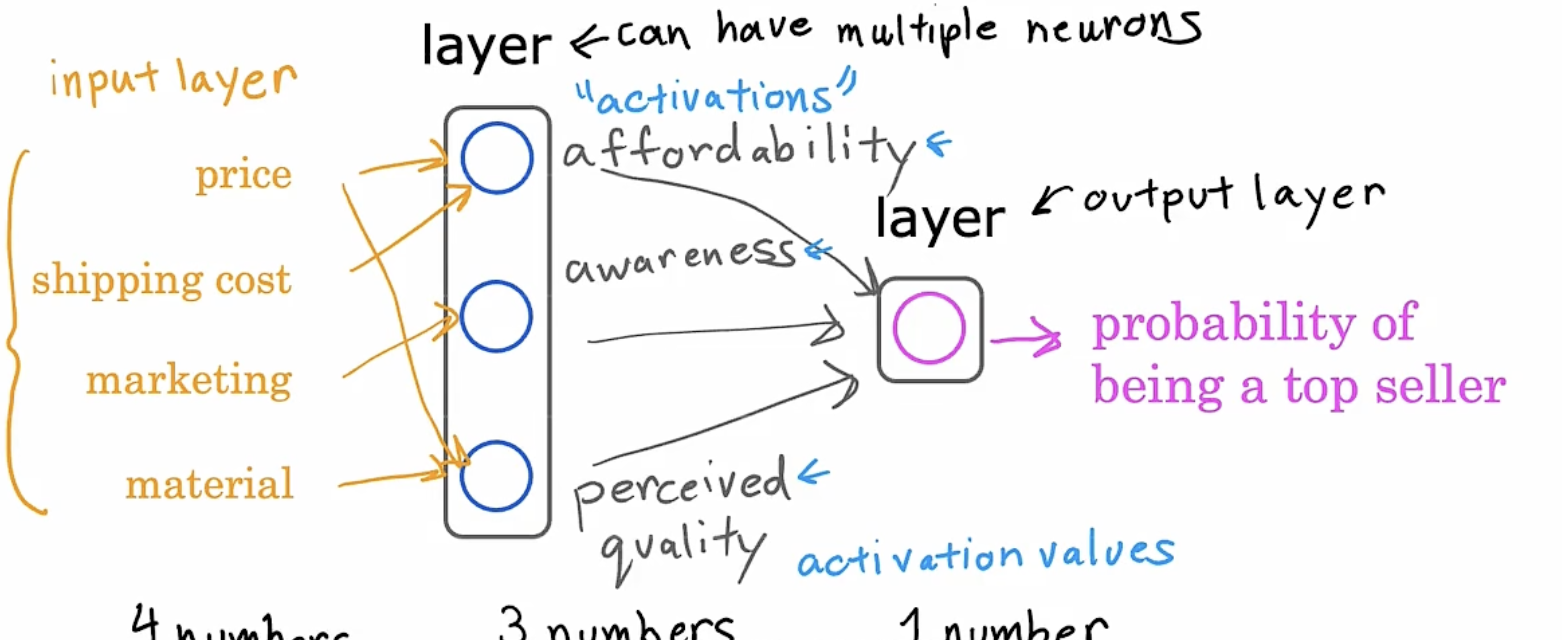 layer ← can have multiple neurons
input layer
"activations"
price
affordability
layer ← output layer
shipping cost
awareness
marketing
probability of
being a top seller
material
perceived
quality
activation values
4 numbers
3 numbers
1 number